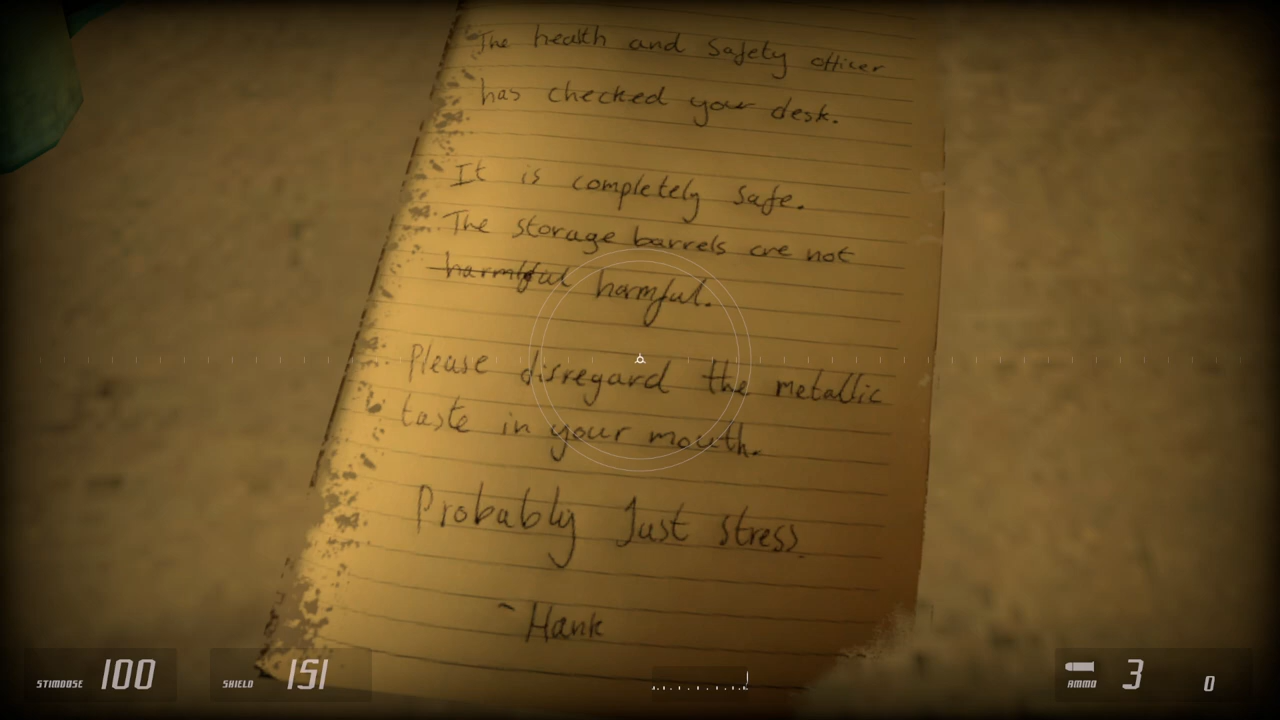 The health and safety officer
has checked your desk.
It is completely safe.
The storage barrels are not
harmful harmful.
Please disregard the metallic
taste in your mouth.
Probably Just stress.
~Hank
STIMDOSE 100
SHIELD 151
AMMO 3 0